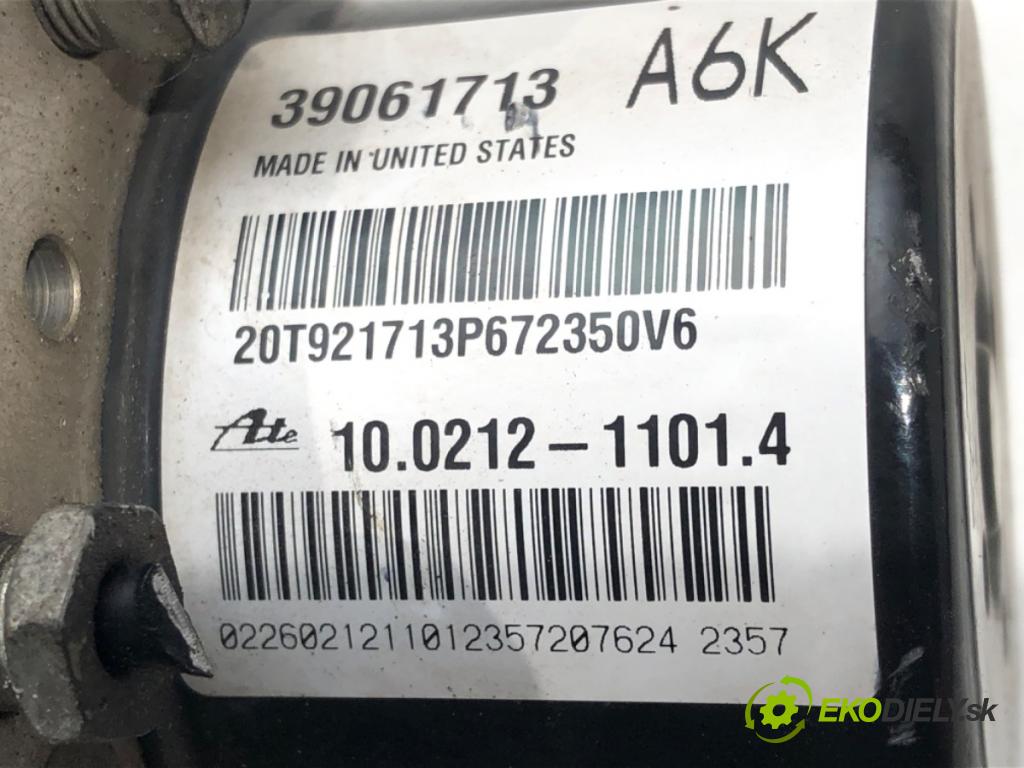 39061713 A6K
MADE IN UNITED STATES
20T921713P672350V6
Ate 10.0212-1101.4
0226021211012357207624 2357
EKODIELY.sk